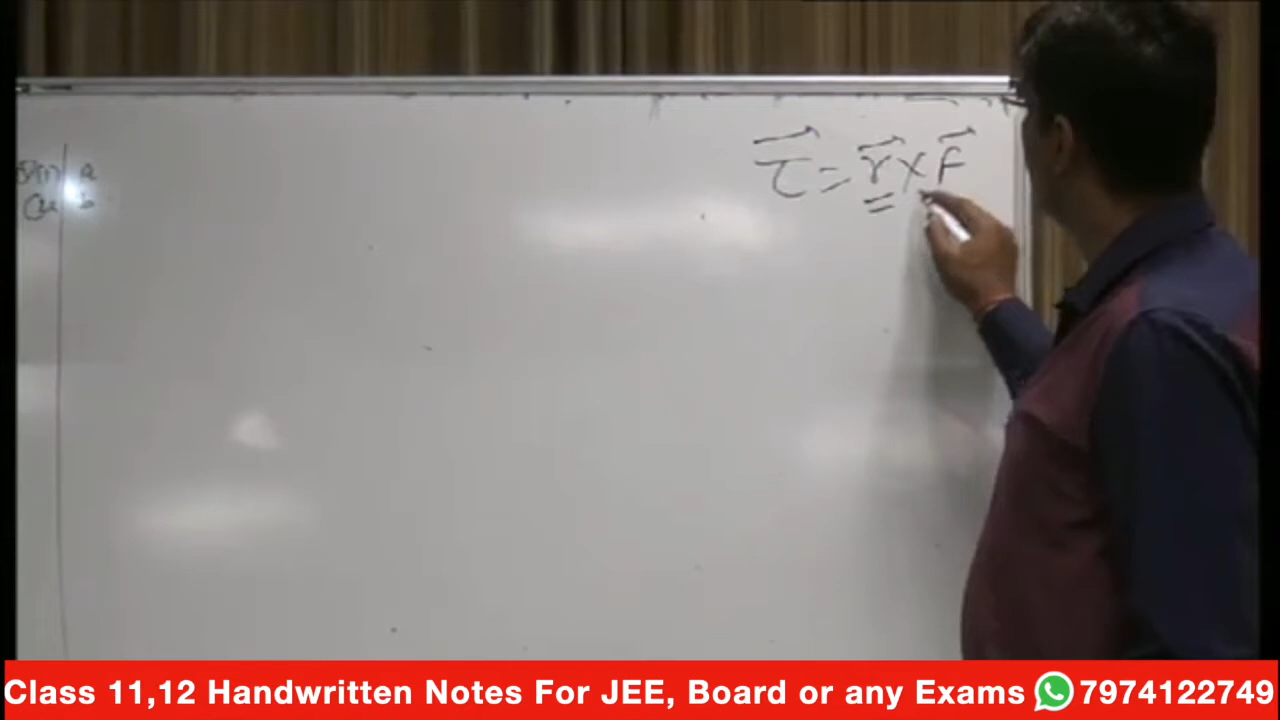 τ⃗ = r⃗ × F⃗
a
b
Class 11,12 Handwritten Notes For JEE, Board or any Exams 7974122749